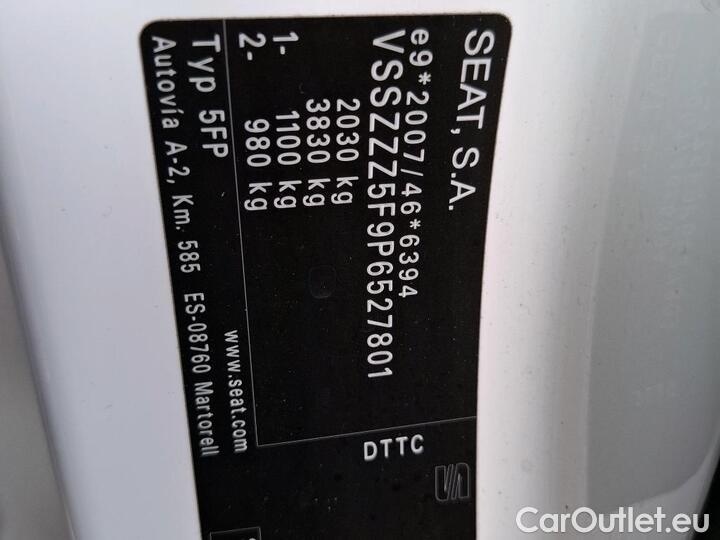 SEAT, S.A.
e9*2007/46*6394
VSSZZZ5F9P6527801
2030 kg
3830 kg
1- 1100 kg
2- 980 kg
DTTC
Typ 5FP
www.seat.com
Autovía A-2, Km. 585 ES-08760 Martorell
CarOutlet.eu